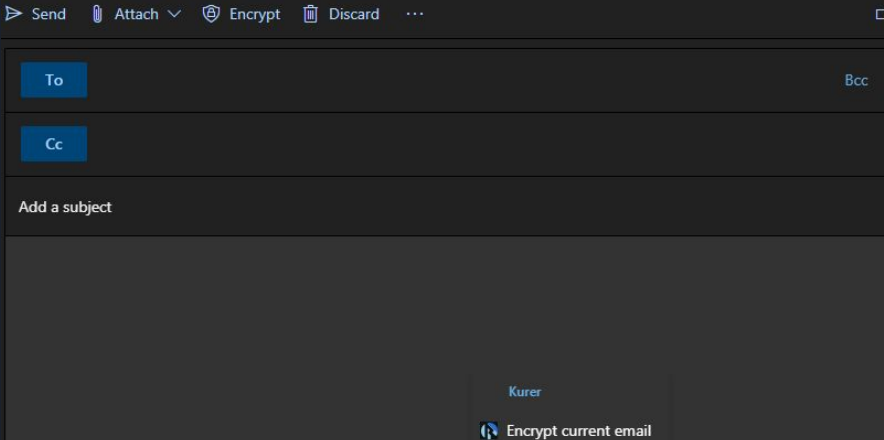 Send Attach Encrypt Discard ...
To Bcc
Cc
Add a subject
Kurer
Encrypt current email